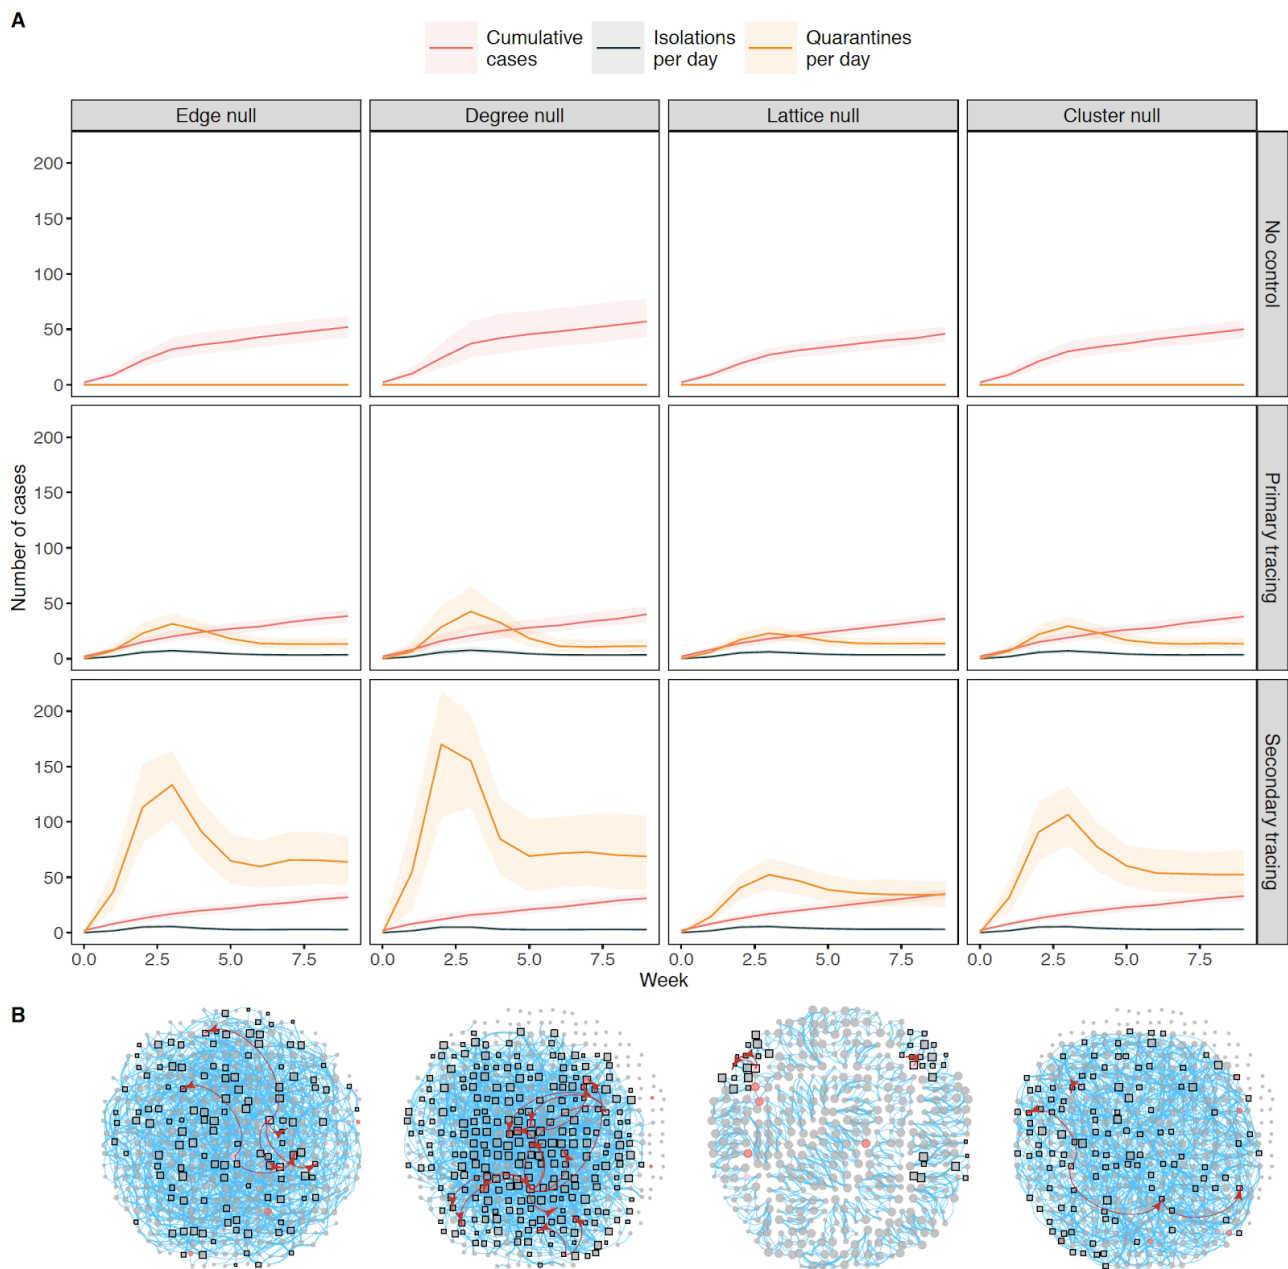 A
Cumulative cases
Isolations per day
Quarantines per day
Edge null
Degree null
Lattice null
Cluster null
200
150
100
50
0
No control
200
150
100
50
0
Primary tracing
200
150
100
50
0
Secondary tracing
Number of cases
0.0 2.5 5.0 7.5
0.0 2.5 5.0 7.5
0.0 2.5 5.0 7.5
0.0 2.5 5.0 7.5
Week
B